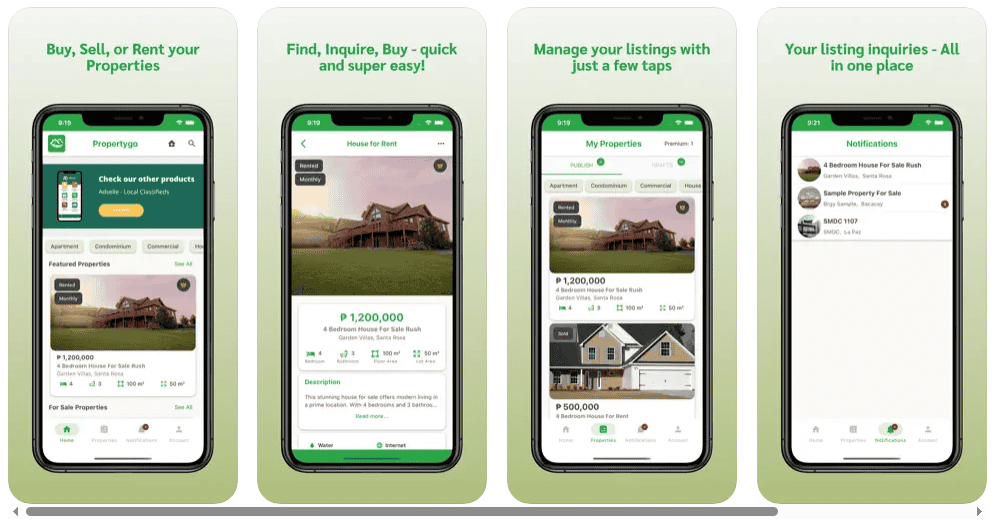 Buy, Sell, or Rent your
Properties
9:19
Propertygo
Check our other products
Adselle - Local Classifieds
Apartment
Condominium
Commercial
Featured Properties
See All
Rented
Monthly
₱ 1,200,000
4 Bedroom House For Sale Rush
Garden Villas, Santa Rosa
4
3
100 m²
50 m²
For Sale Properties
See All
Home
Properties
Notifications
Account
Find, Inquire, Buy - quick
and super easy!
9:19
House for Rent
Rented
Monthly
₱ 1,200,000
4 Bedroom House For Sale Rush
Garden Villas, Santa Rosa
4
3
100 m²
50 m²
Bedroom
Bathroom
Floor Area
Lot Area
Description
This stunning house for sale offers modern living in
a prime location. With 4 bedrooms and 3 bathroo...
Read more...
Water
Internet
Manage your listings with
just a few taps
9:19
My Properties
Premium: 1
PUBLISH
DRAFTS
Apartment
Condominium
Commercial
House
Rented
Monthly
₱ 1,200,000
4 Bedroom House For Sale Rush
Garden Villas, Santa Rosa
4
3
100 m²
50 m²
Sold
₱ 500,000
4 Bedroom House For Rent
Home
Properties
Notifications
Account
Your listing inquiries - All
in one place
9:21
Notifications
4 Bedroom House For Sale Rush
Garden Villas, Santa Rosa
Sample Property For Sale
Brgy Sample, Bacacay
SMDC 1107
SMDC, La Paz
Home
Properties
Notifications
Account